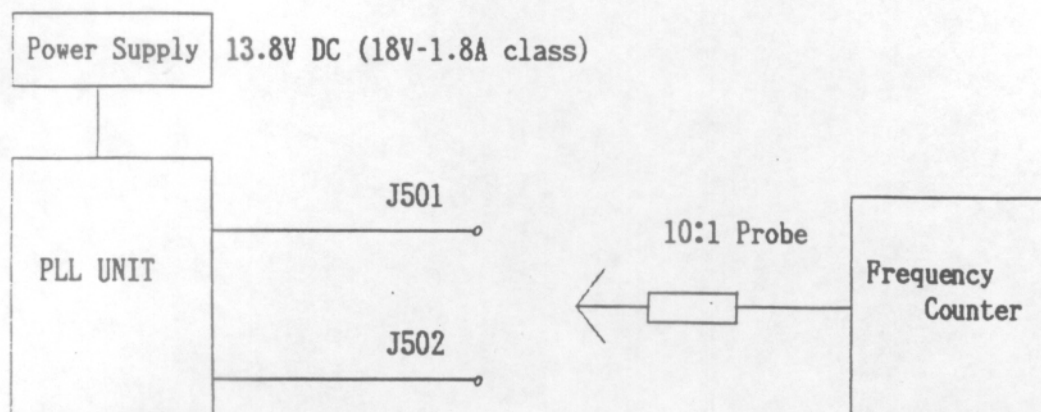 Power Supply 13.8V DC (18V-1.8A class)
J501
10:1 Probe
PLL UNIT
Frequency
Counter
J502